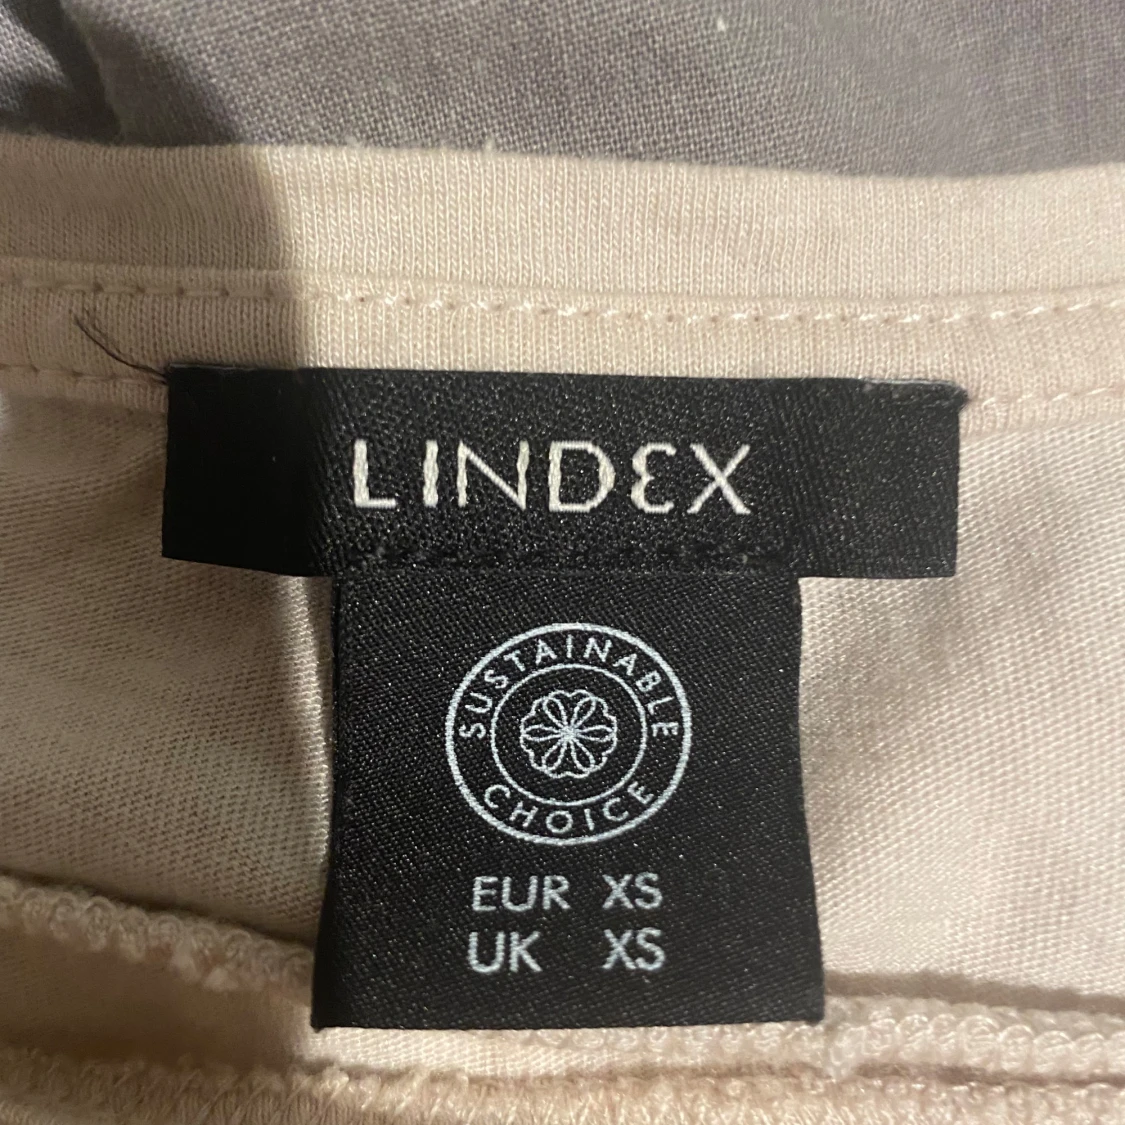 LINDEX
SUSTAINABLE
CHOICE
EUR XS
UK XS